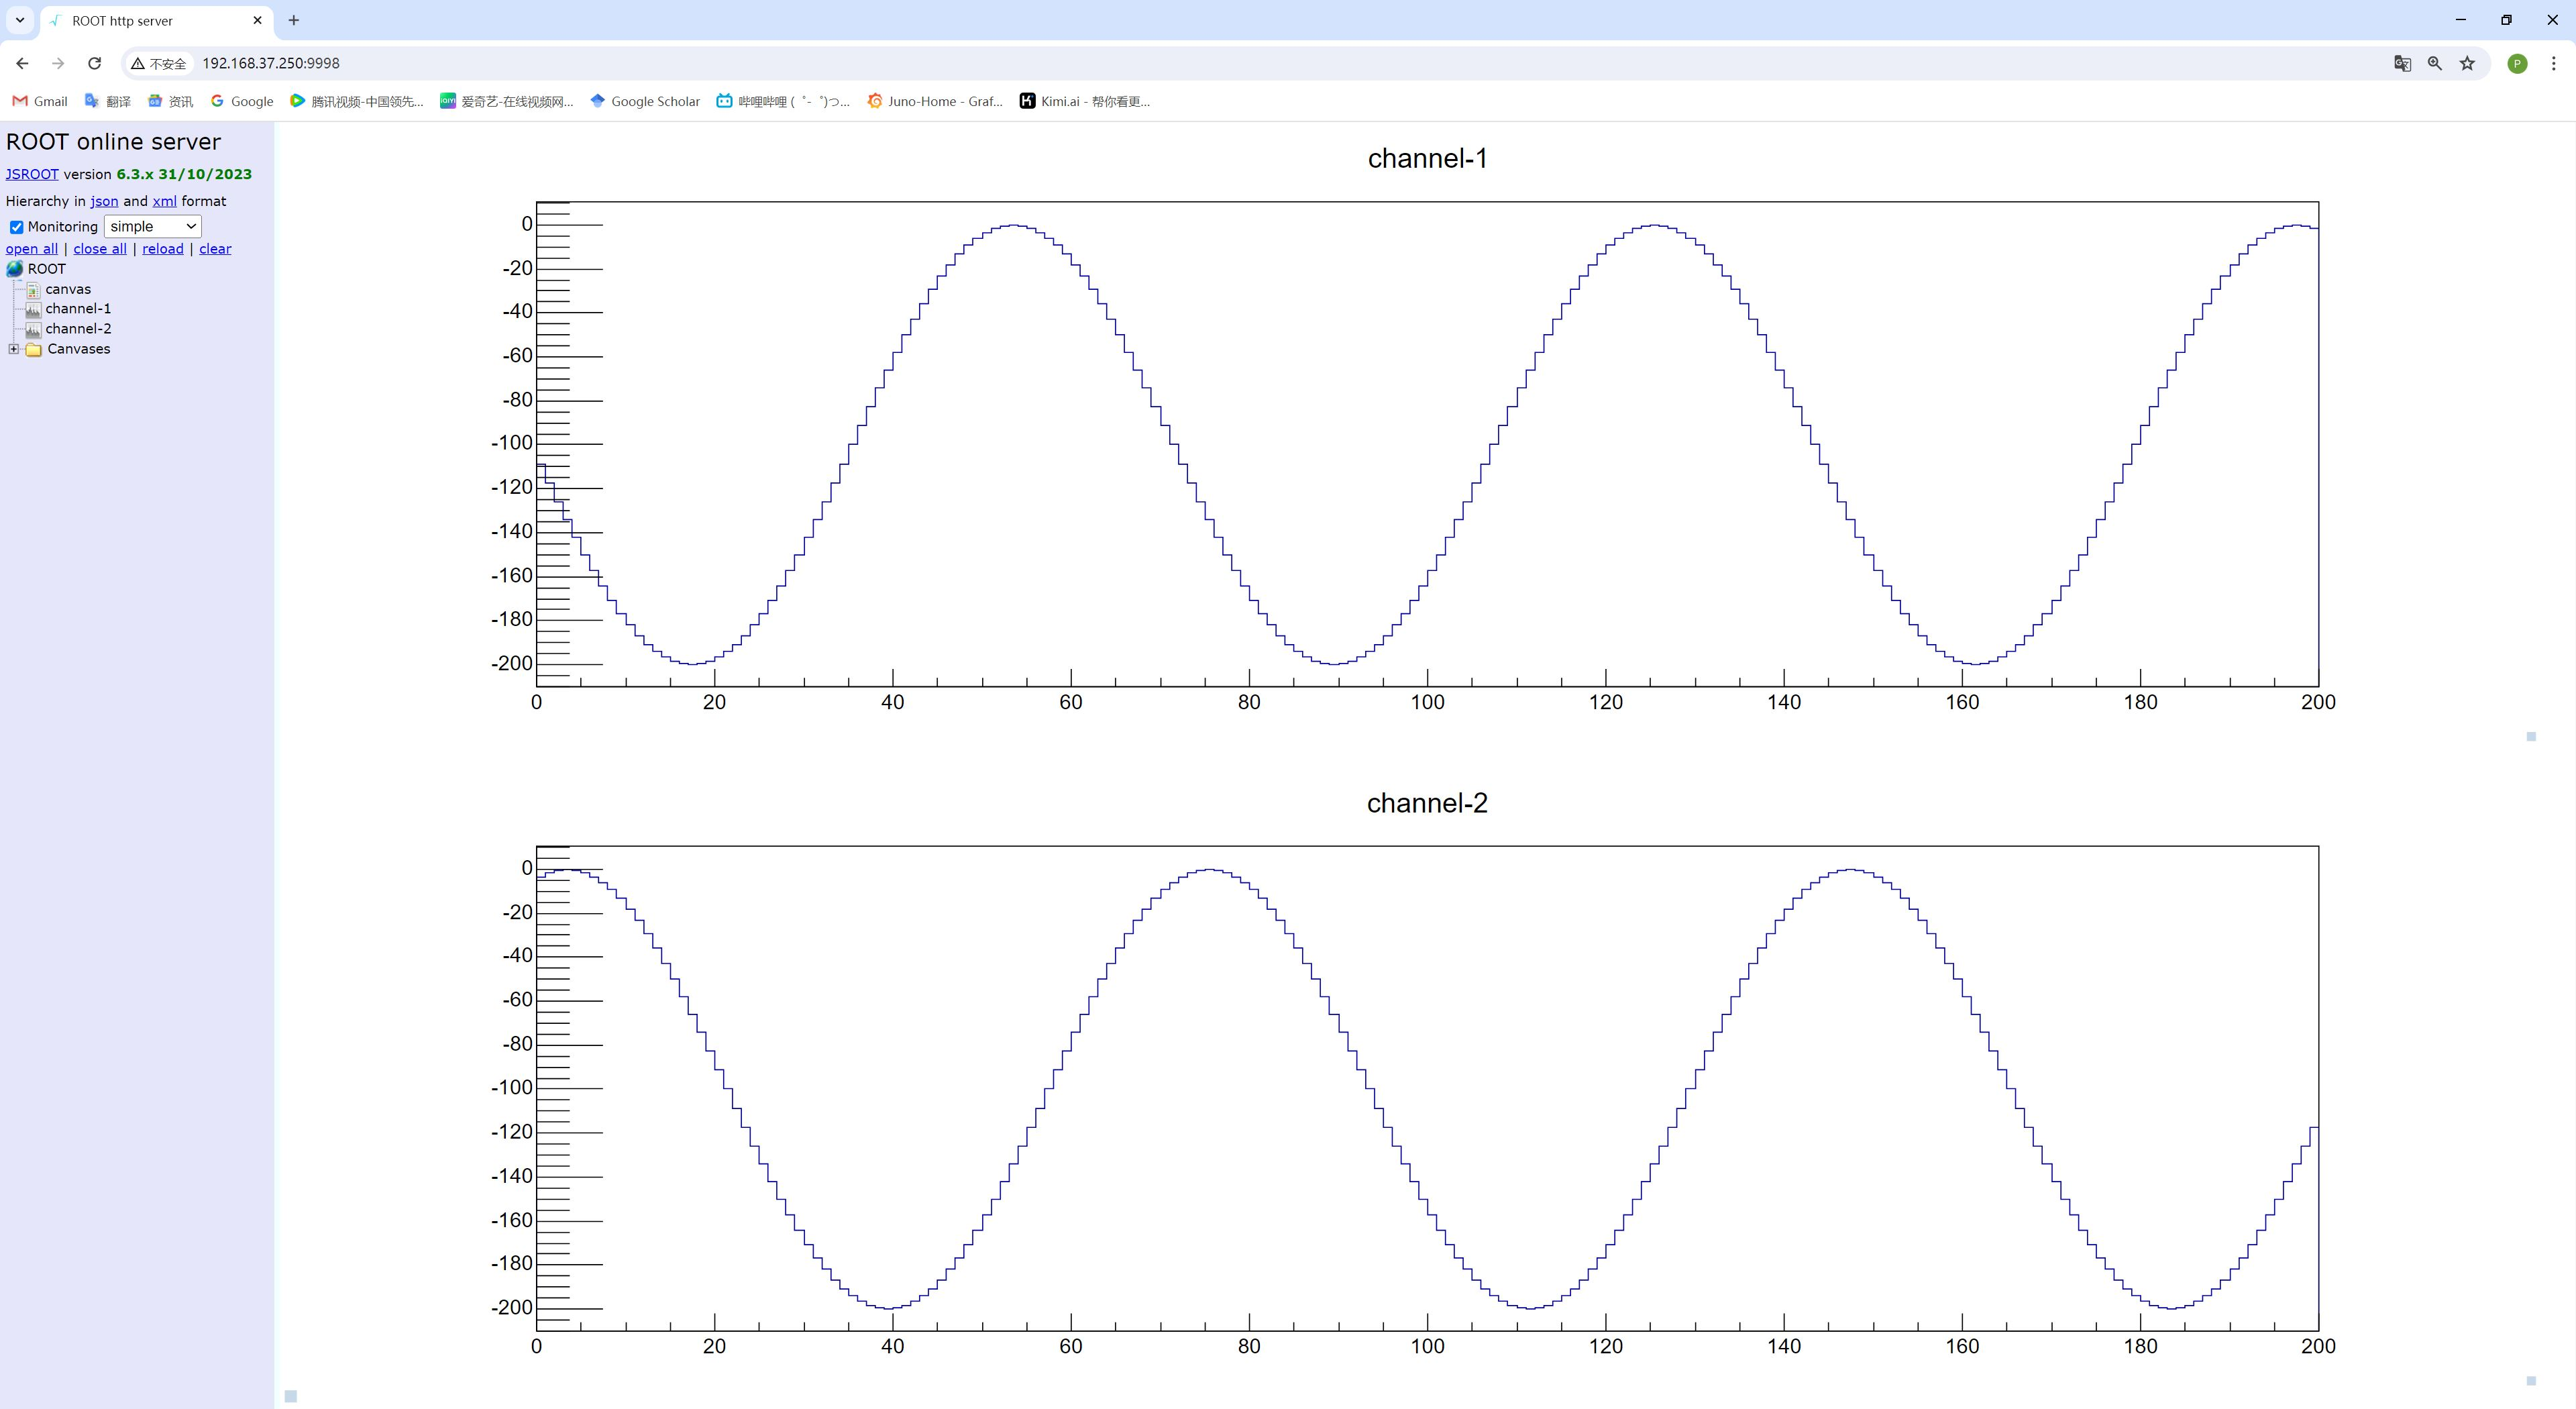 ROOT http server
不安全 192.168.37.250:9998
Gmail 翻译 资讯 Google 腾讯视频-中国领先... 爱奇艺-在线视频网... Google Scholar 哔哩哔哩 ( ゜- ゜)つ... Juno-Home - Graf... Kimi.ai - 帮你看更...
P
ROOT online server
JSROOT version 6.3.x 31/10/2023
Hierarchy in json and xml format
Monitoring simple
open all | close all | reload | clear
ROOT
canvas
channel-1
channel-2
Canvases
channel-1
0
-20
-40
-60
-80
-100
-120
-140
-160
-180
-200
0 20 40 60 80 100 120 140 160 180 200
channel-2
0
-20
-40
-60
-80
-100
-120
-140
-160
-180
-200
0 20 40 60 80 100 120 140 160 180 200